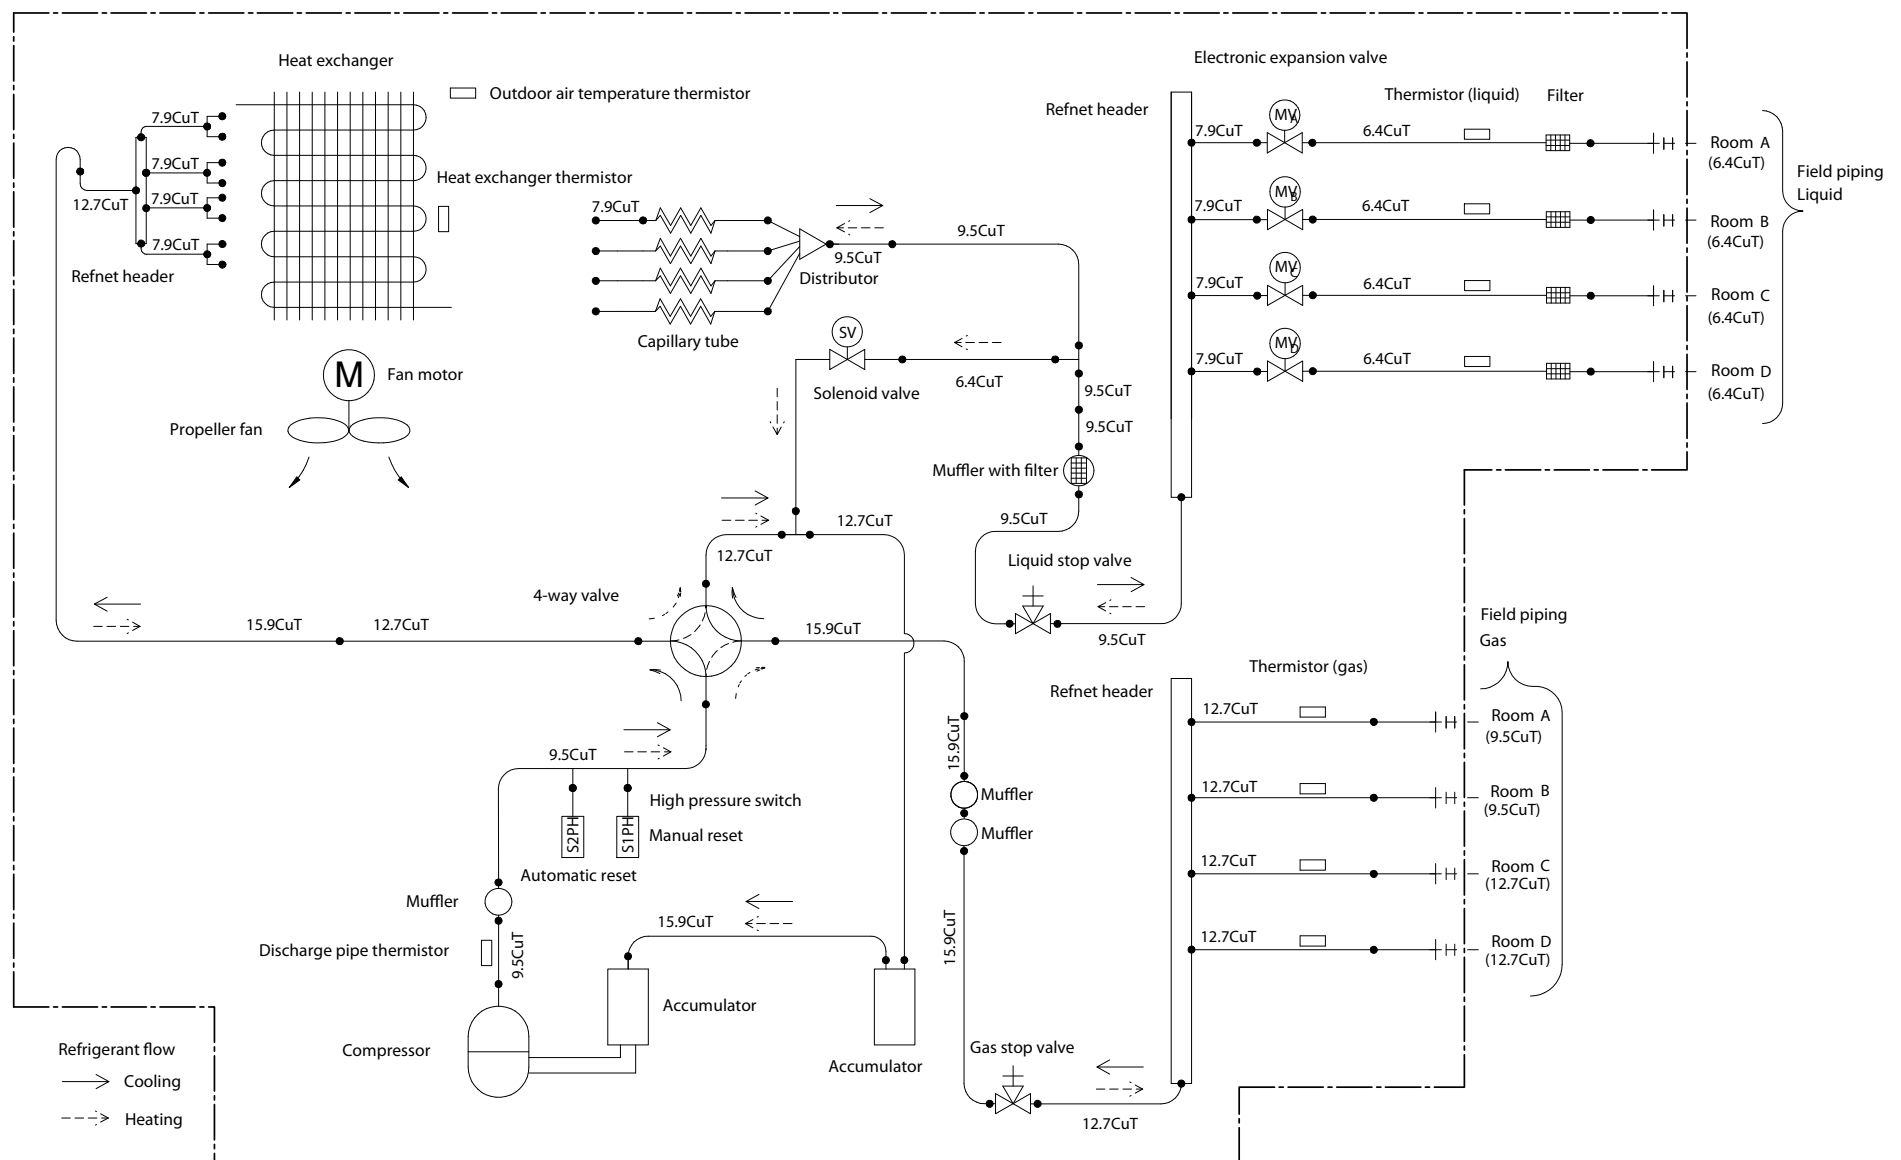 Heat exchanger
Outdoor air temperature thermistor
7.9CuT
7.9CuT
7.9CuT
7.9CuT
12.7CuT
Refnet header
Heat exchanger thermistor
7.9CuT
Capillary tube
9.5CuT
Distributor
9.5CuT
M
Fan motor
Propeller fan
SV
Solenoid valve
6.4CuT
9.5CuT
9.5CuT
Muffler with filter
9.5CuT
Liquid stop valve
9.5CuT
Electronic expansion valve
Refnet header
Thermistor (liquid)
Filter
7.9CuT
MVA
6.4CuT
Room A
(6.4CuT)
7.9CuT
MVB
6.4CuT
Room B
(6.4CuT)
7.9CuT
MVC
6.4CuT
Room C
(6.4CuT)
7.9CuT
MVD
6.4CuT
Room D
(6.4CuT)
Field piping
Liquid
12.7CuT
12.7CuT
4-way valve
15.9CuT
12.7CuT
15.9CuT
9.5CuT
S2PH
S1PH
High pressure switch
Manual reset
Automatic reset
Muffler
Discharge pipe thermistor
9.5CuT
Compressor
15.9CuT
Accumulator
Accumulator
15.9CuT
Muffler
Muffler
15.9CuT
Gas stop valve
12.7CuT
Refnet header
Thermistor (gas)
Field piping
Gas
12.7CuT
Room A
(9.5CuT)
12.7CuT
Room B
(9.5CuT)
12.7CuT
Room C
(12.7CuT)
12.7CuT
Room D
(12.7CuT)
Refrigerant flow
Cooling
Heating